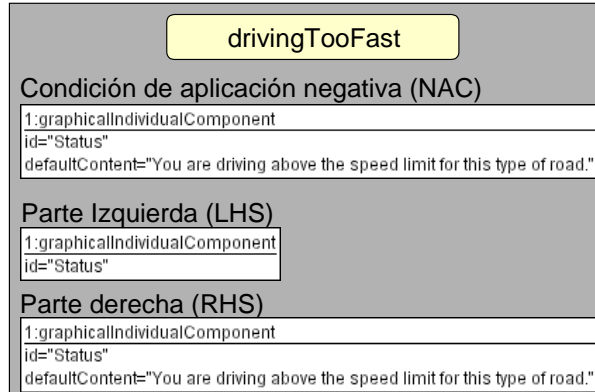 drivingTooFast
Condición de aplicación negativa (NAC)
1:graphicalIndividualComponent
id="Status"
defaultContent="You are driving above the speed limit for this type of road."
Parte Izquierda (LHS)
1:graphicalIndividualComponent
id="Status"
Parte derecha (RHS)
1:graphicalIndividualComponent
id="Status"
defaultContent="You are driving above the speed limit for this type of road."